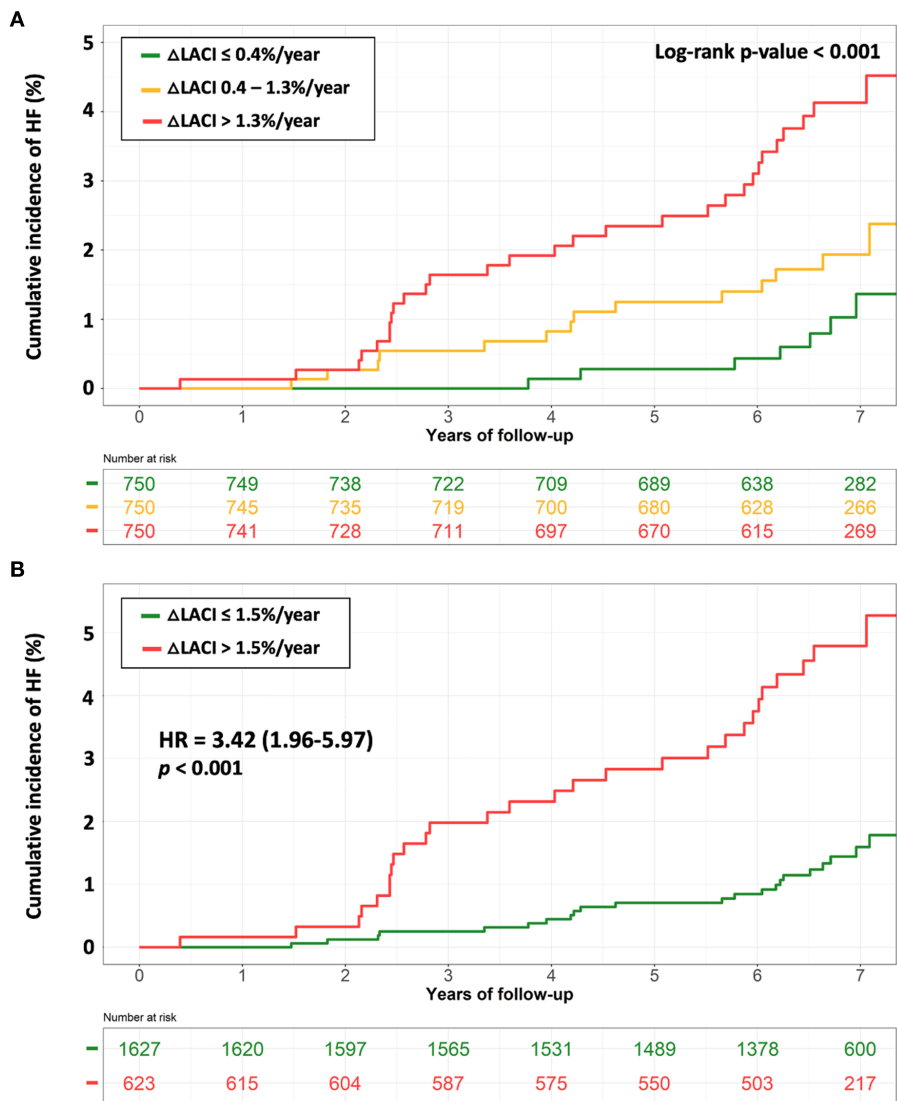 A
Cumulative incidence of HF (%)
5
4
3
2
1
0
△LACI ≤ 0.4%/year
△LACI 0.4 – 1.3%/year
△LACI > 1.3%/year
Log-rank p-value < 0.001
0 1 2 3 4 5 6 7
Years of follow-up
Number at risk
750 749 738 722 709 689 638 282
750 745 735 719 700 680 628 266
750 741 728 711 697 670 615 269
B
Cumulative incidence of HF (%)
5
4
3
2
1
0
△LACI ≤ 1.5%/year
△LACI > 1.5%/year
HR = 3.42 (1.96-5.97)
p < 0.001
0 1 2 3 4 5 6 7
Years of follow-up
Number at risk
1627 1620 1597 1565 1531 1489 1378 600
623 615 604 587 575 550 503 217